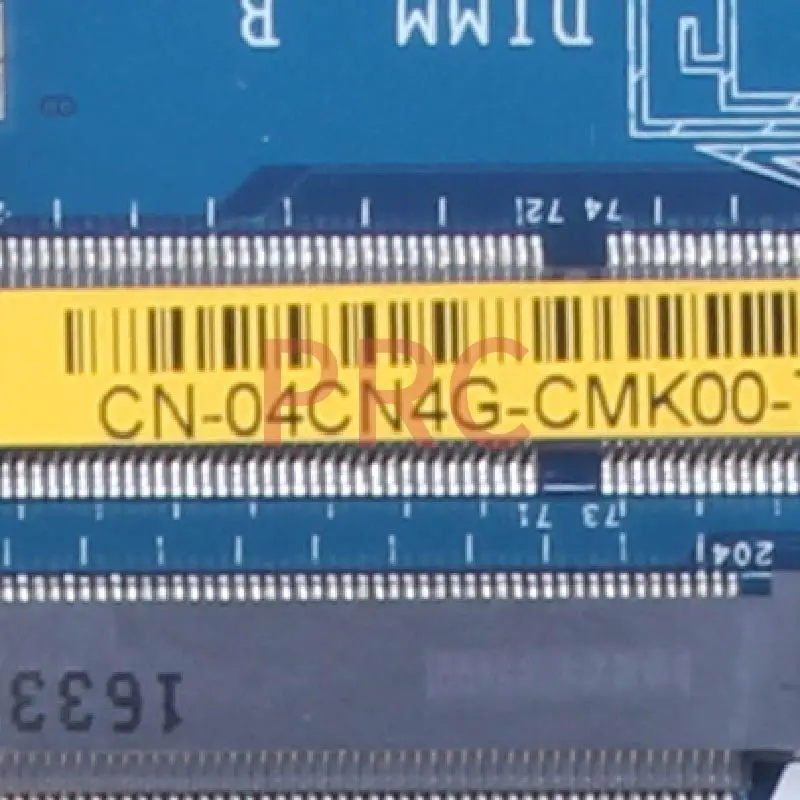 DIMM B
72 74
CN-04CN4G-CMK00-
PRC
71 73
204
1633